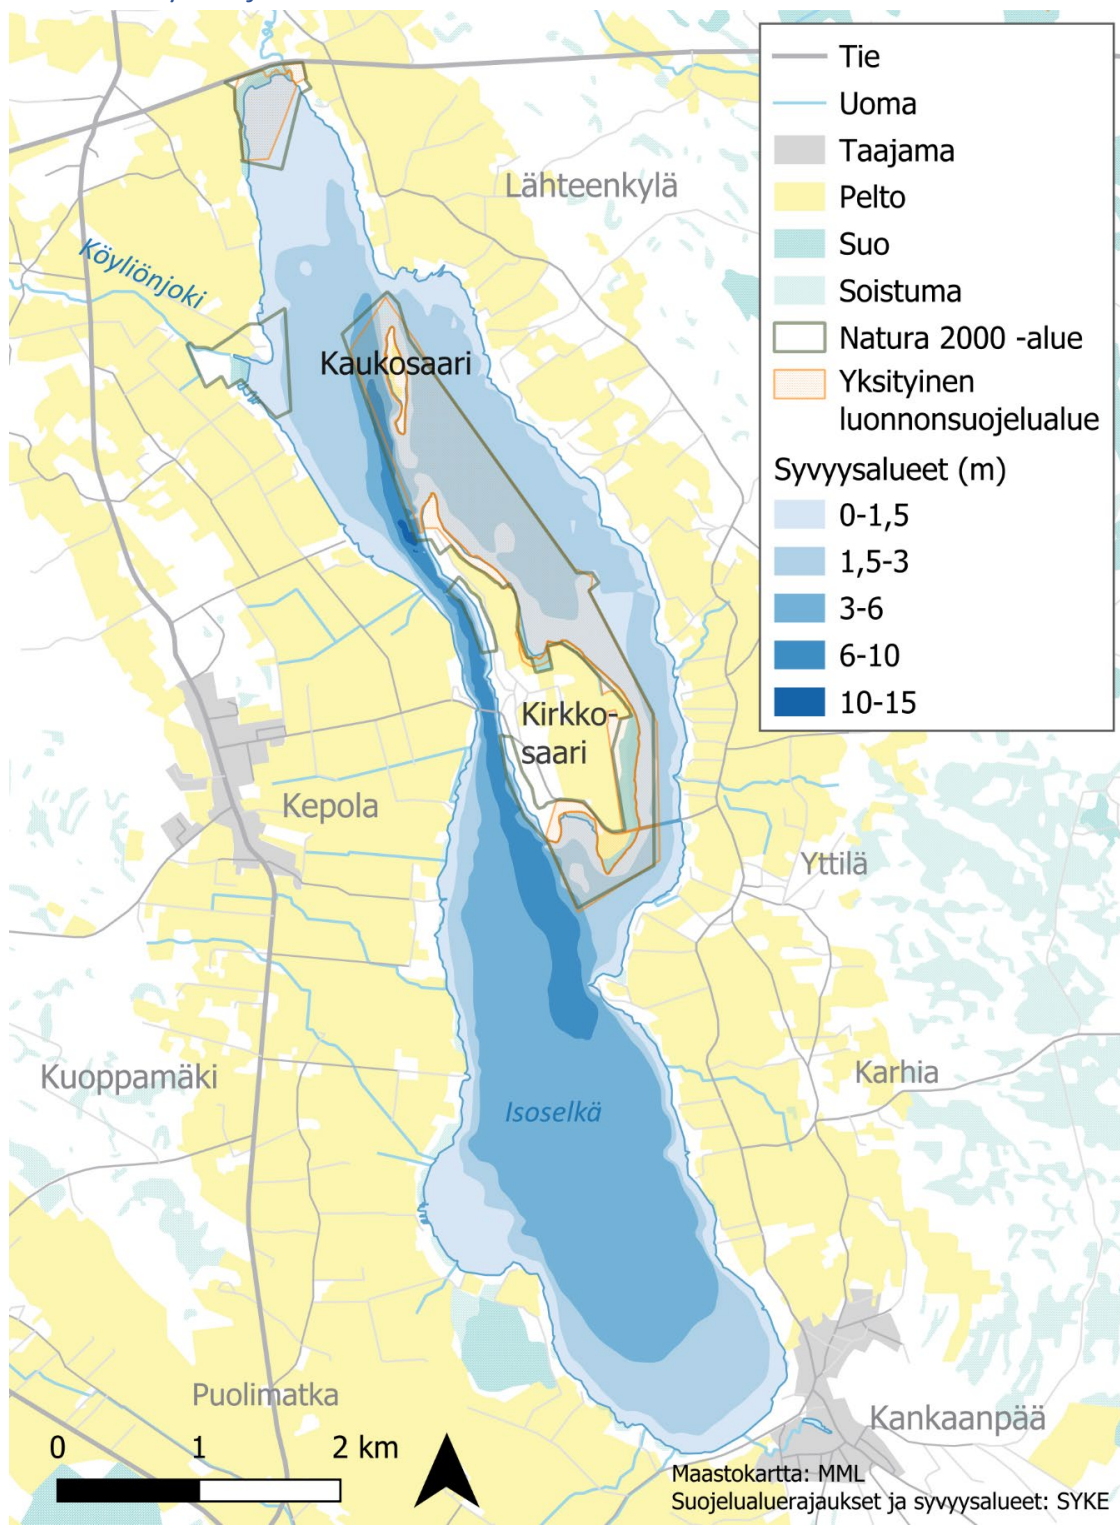 Tie
Uoma
Taajama
Pelto
Suo
Soistuma
Natura 2000 -alue
Yksityinen
luonnonsuojelualue
Syvyysalueet (m)
0-1,5
1,5-3
3-6
6-10
10-15
Lähteenkylä
Köyliönjoki
Kaukosaari
Kirkko-
saari
Kepola
Yttilä
Kuoppamäki
Karhia
Isoselkä
Puolimatka
Kankaanpää
0 1 2 km
Maastokartta: MML
Suojelualuerajaukset ja syvyysalueet: SYKE